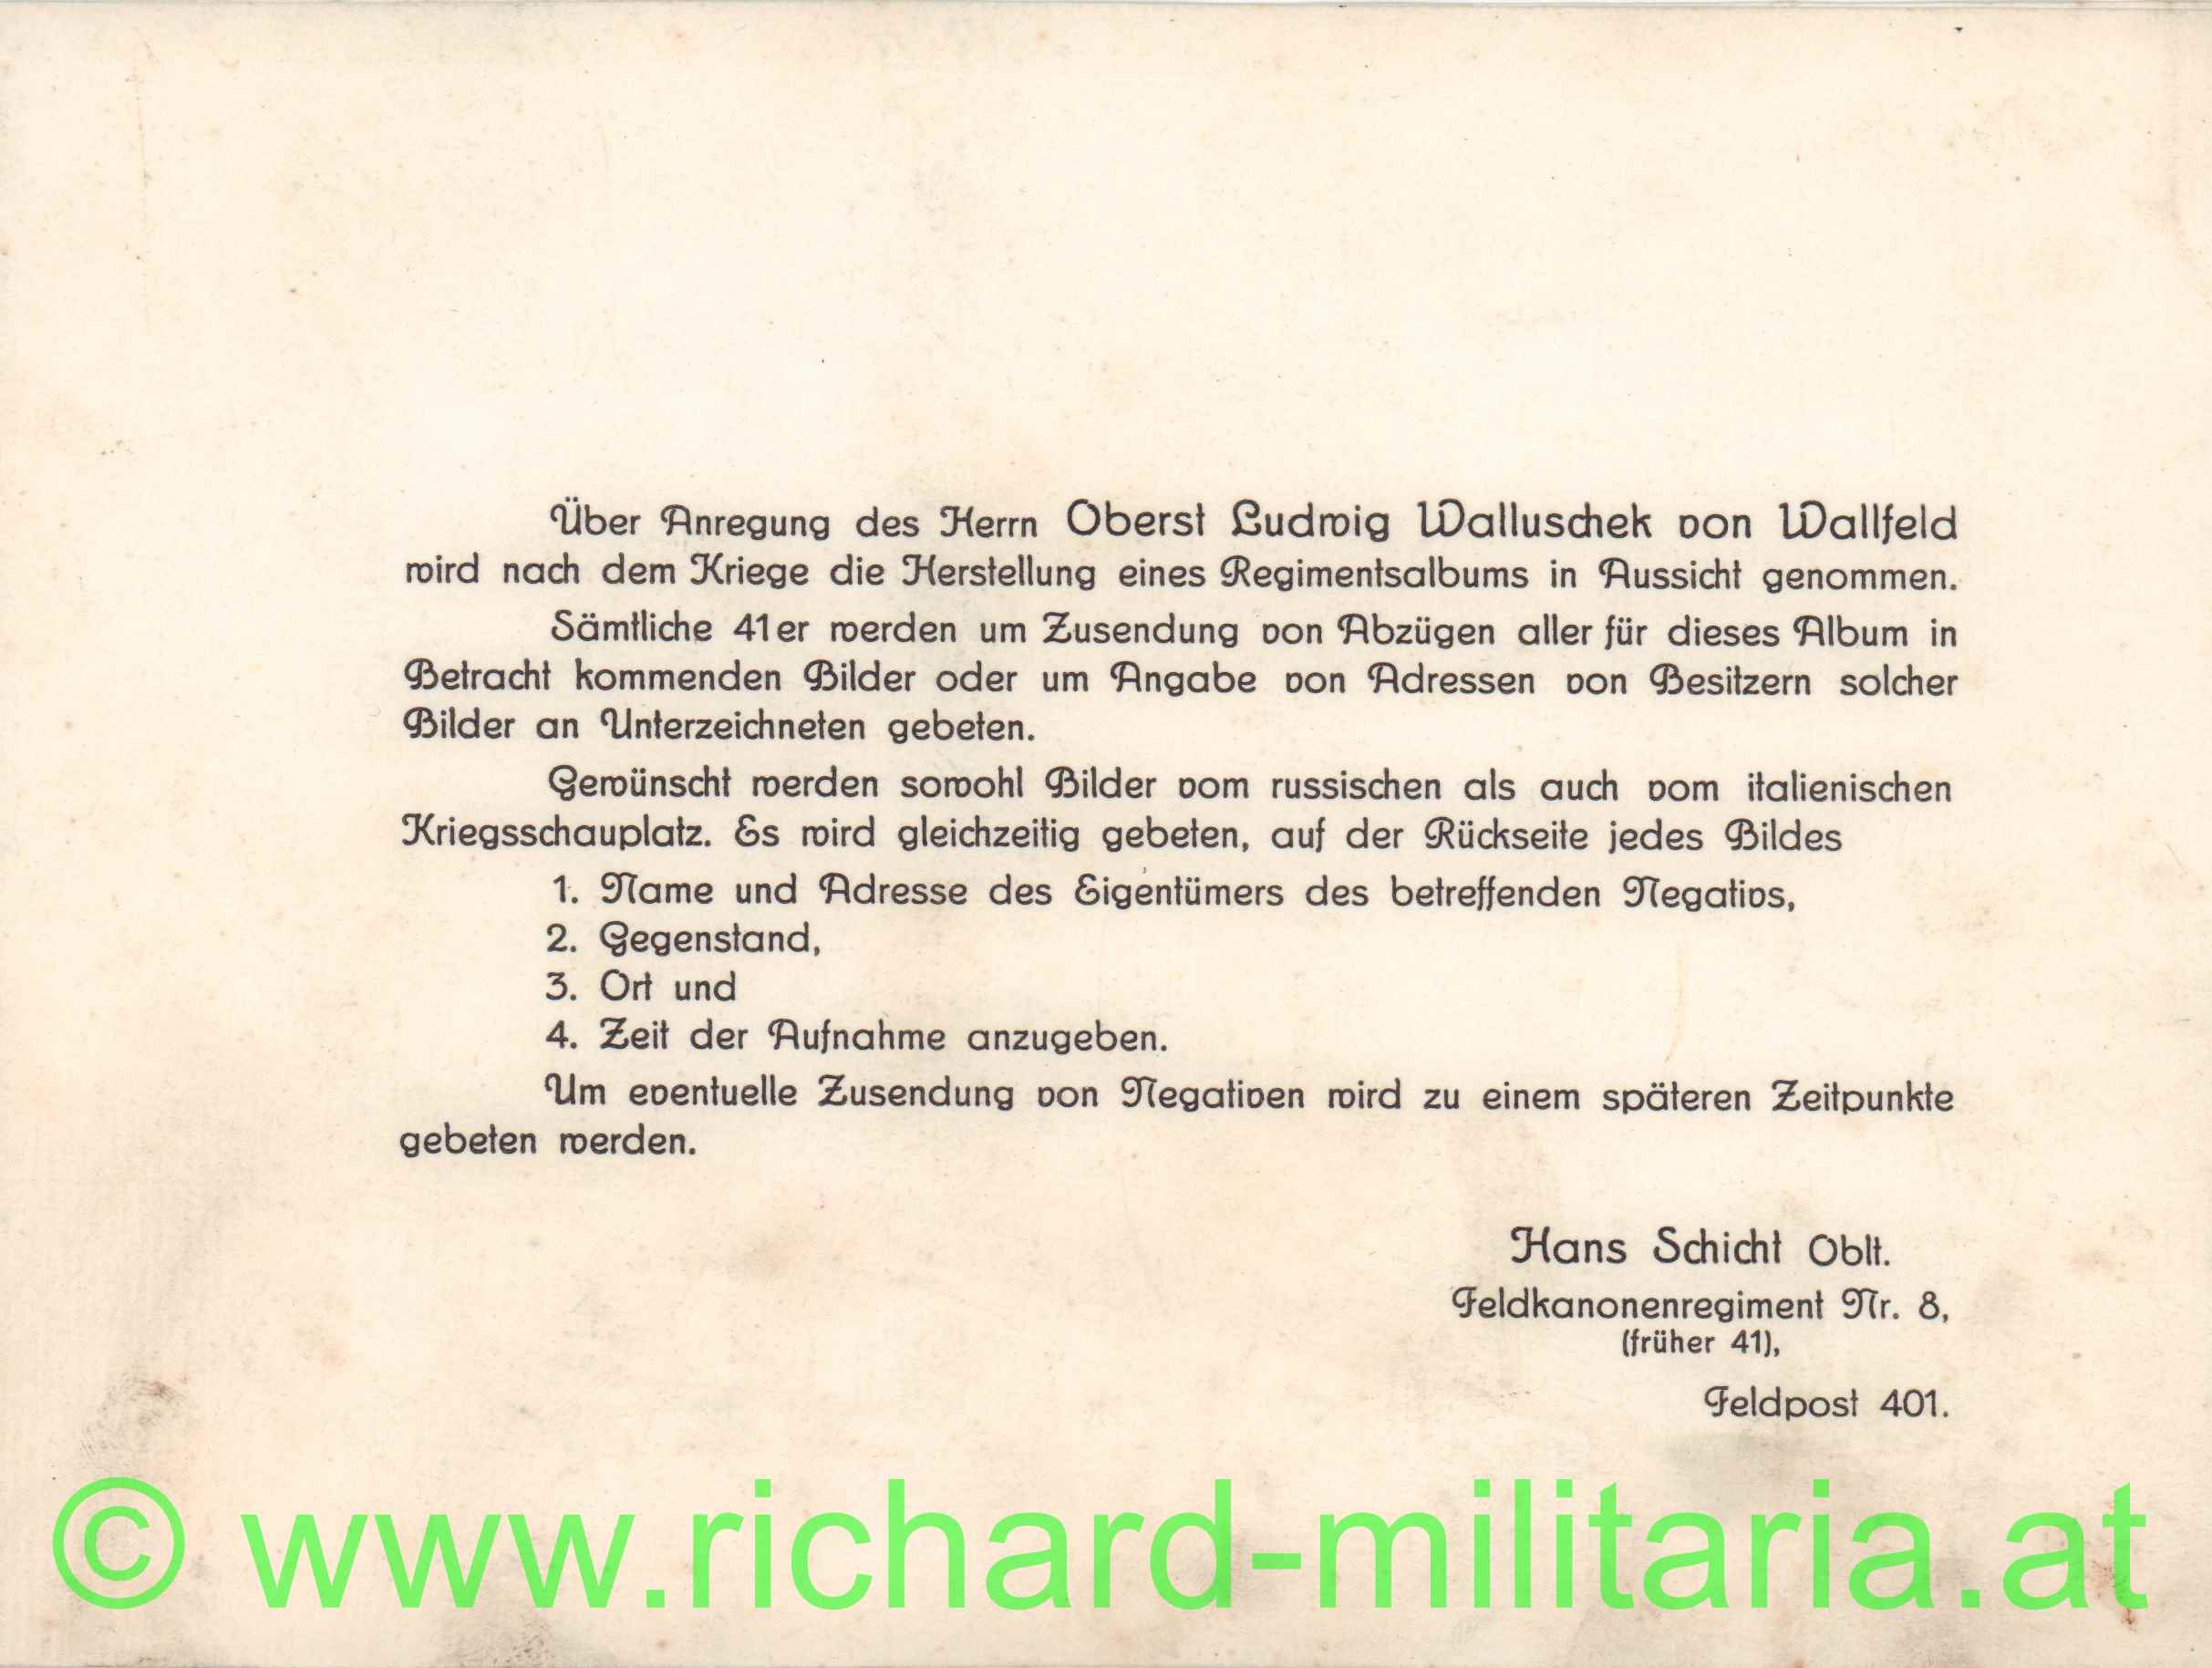 Über Anregung des Herrn Oberst Ludwig Walluschek von Wallfeld
wird nach dem Kriege die Herstellung eines Regimentsalbums in Aussicht genommen.
Sämtliche 41er werden um Zusendung von Abzügen aller für dieses Album in
Betracht kommenden Bilder oder um Angabe von Adressen von Besitzern solcher
Bilder an Unterzeichneten gebeten.
Gewünscht werden sowohl Bilder vom russischen als auch vom italienischen
Kriegsschauplatz. Es wird gleichzeitig gebeten, auf der Rückseite jedes Bildes
1. Name und Adresse des Eigentümers des betreffenden Negativs,
2. Gegenstand,
3. Ort und
4. Zeit der Aufnahme anzugeben.
Um eventuelle Zusendung von Negativen wird zu einem späteren Zeitpunkte
gebeten werden.
Hans Schicht Oblt.
Feldkanonenregiment Nr. 8,
(früher 41),
Feldpost 401.
© www.richard-militaria.at